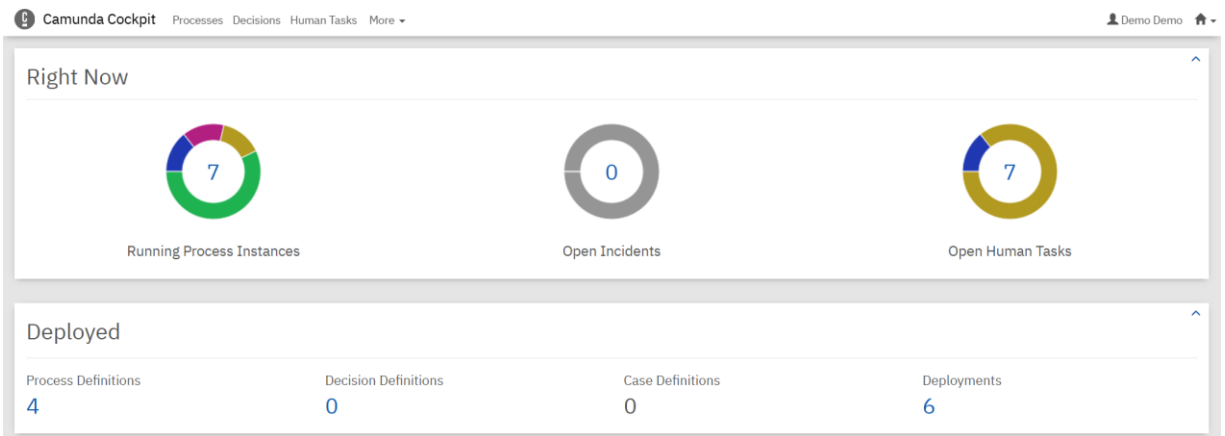 Camunda Cockpit Processes Decisions Human Tasks More Demo Demo
Right Now
7 0 7
Running Process Instances Open Incidents Open Human Tasks
Deployed
Process Definitions Decision Definitions Case Definitions Deployments
4 0 0 6